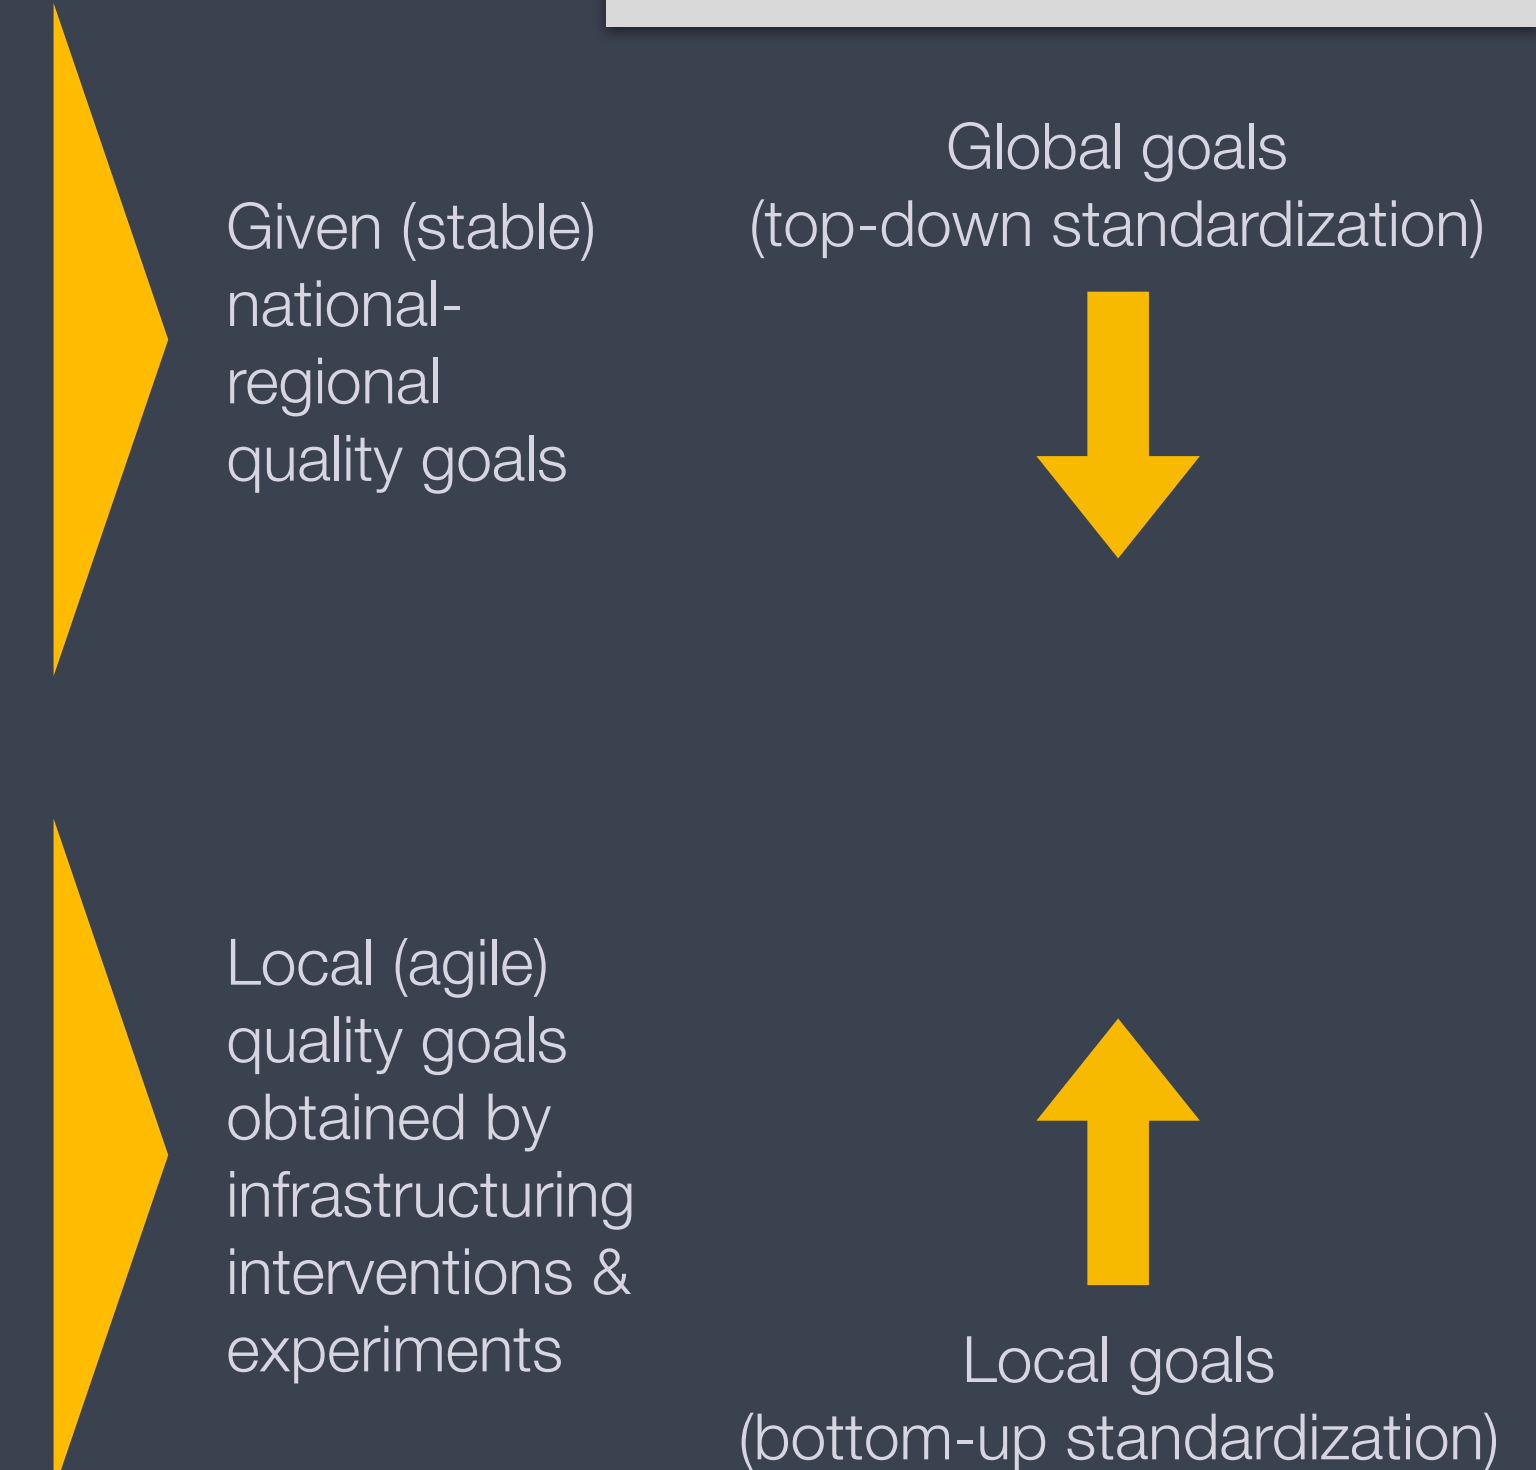 Given (stable)
national-
regional
quality goals
Global goals
(top-down standardization)
Local (agile)
quality goals
obtained by
infrastructuring
interventions &
experiments
Local goals
(bottom-up standardization)